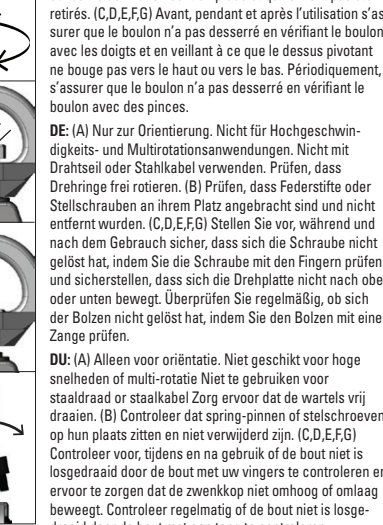 retirés. (C,D,E,F,G) Avant, pendant et après l'utilisation s'as
surer que le boulon n'a pas desserré en vérifiant le boulon
avec les doigts et en veillant à ce que le dessus pivotant
ne bouge pas vers le haut ou vers le bas. Périodiquement,
s'assurer que le boulon n'a pas desserré en vérifiant le
boulon avec des pinces.
DE: (A) Nur zur Orientierung. Nicht für Hochgeschwin-
digkeits- und Multirotationsanwendungen. Nicht mit
Drahtseil oder Stahlkabel verwenden. Prüfen, dass
Drehringe frei rotieren. (B) Prüfen, dass Federstifte oder
Stellschrauben an ihrem Platz angebracht sind und nicht
entfernt wurden. (C,D,E,F,G) Stellen Sie vor, während und
nach dem Gebrauch sicher, dass sich die Schraube nicht
gelöst hat, indem Sie die Schraube mit den Fingern prüfen
und sicherstellen, dass sich die Drehplatte nicht nach obe
oder unten bewegt. Überprüfen Sie regelmäßig, ob sich
der Bolzen nicht gelöst hat, indem Sie den Bolzen mit eine
Zange prüfen.
DU: (A) Alleen voor oriëntatie. Niet geschikt voor hoge
snelheden of multi-rotatie Niet te gebruiken voor
staaldraad or staalkabel Zorg ervoor dat de wartels vrij
draaien. (B) Controleer dat spring-pinnen of stelschroeven
op hun plaats zitten en niet verwijderd zijn. (C,D,E,F,G)
Controleer voor, tijdens en na gebruik of de bout niet is
losgedraaid door de bout met uw vingers te controleren en
ervoor te zorgen dat de zwenkkop niet omhoog of omlaag
beweegt. Controleer regelmatig of de bout niet is losge-
draaid door de bout met een tang te controleren.